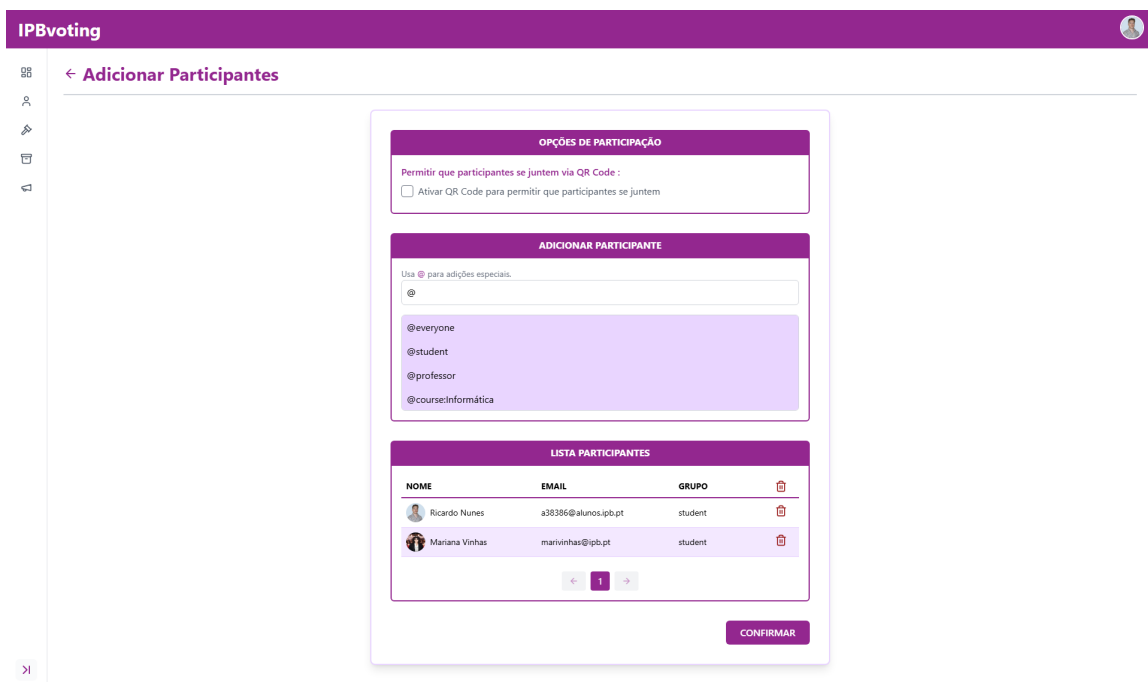 IPBvoting
← Adicionar Participantes
OPÇÕES DE PARTICIPAÇÃO
Permitir que participantes se juntem via QR Code :
Ativar QR Code para permitir que participantes se juntem
ADICIONAR PARTICIPANTE
Usa @ para adições especiais.
@
@everyone
@student
@professor
@course:Informática
LISTA PARTICIPANTES
NOME EMAIL GRUPO
Ricardo Nunes a38386@alunos.ipb.pt student
Mariana Vinhas marivinhas@ipb.pt student
← 1 →
CONFIRMAR